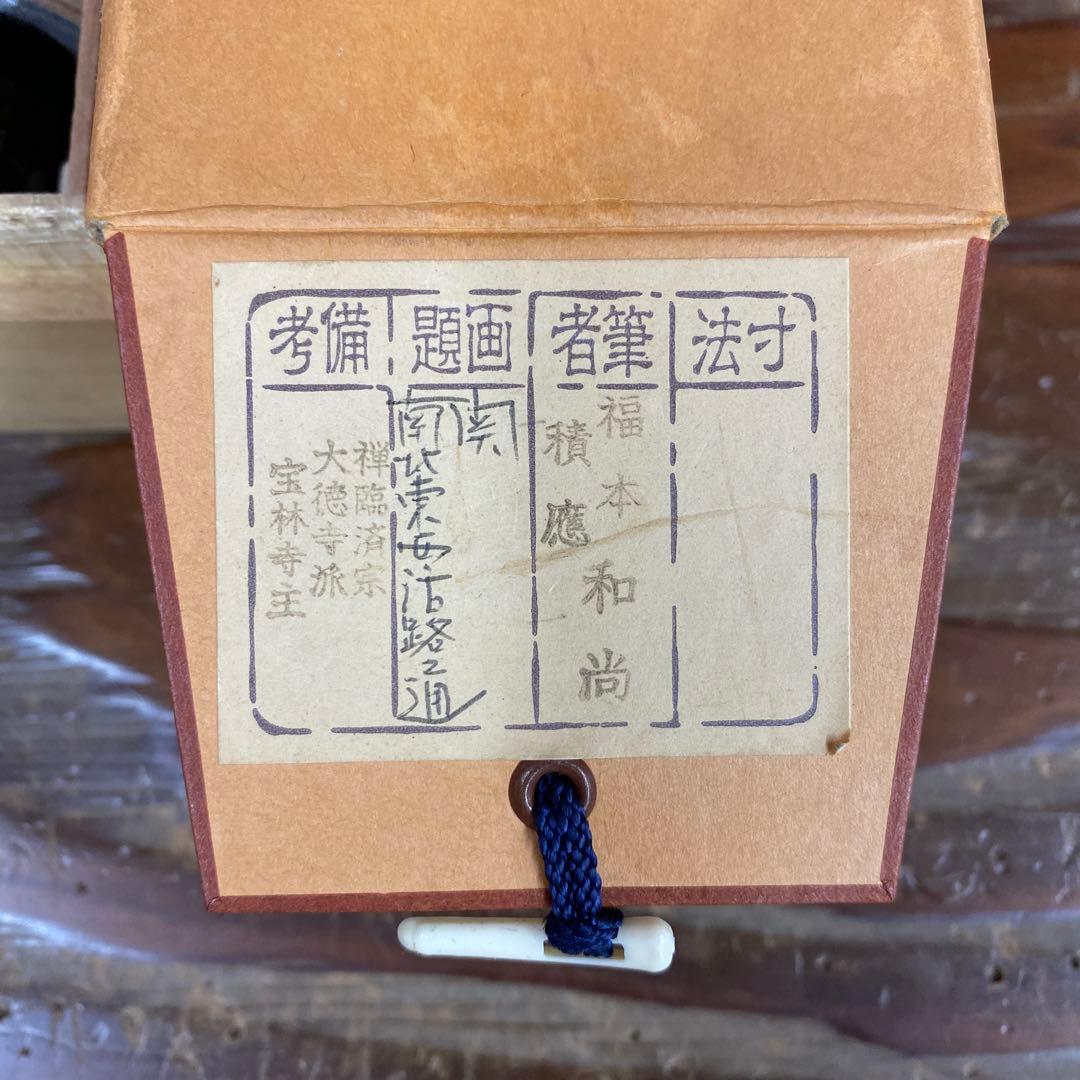 寸法
筆者
福本
積應和尚
画題
関
南北東西活路通
備考
禅臨済宗
大徳寺派
宝林寺主